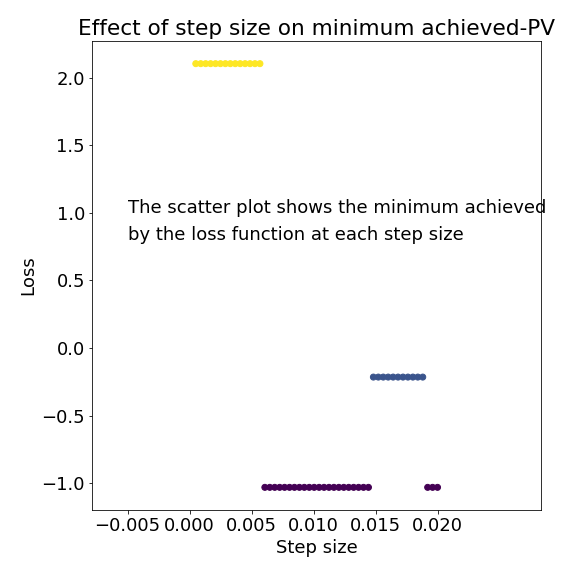 Effect of step size on minimum achieved-PV
2.0
1.5
The scatter plot shows the minimum achieved
1.0
by the loss function at each step size
0.5
Loss
0.0
−0.5
−1.0
−0.005 0.000 0.005 0.010 0.015 0.020
Step size